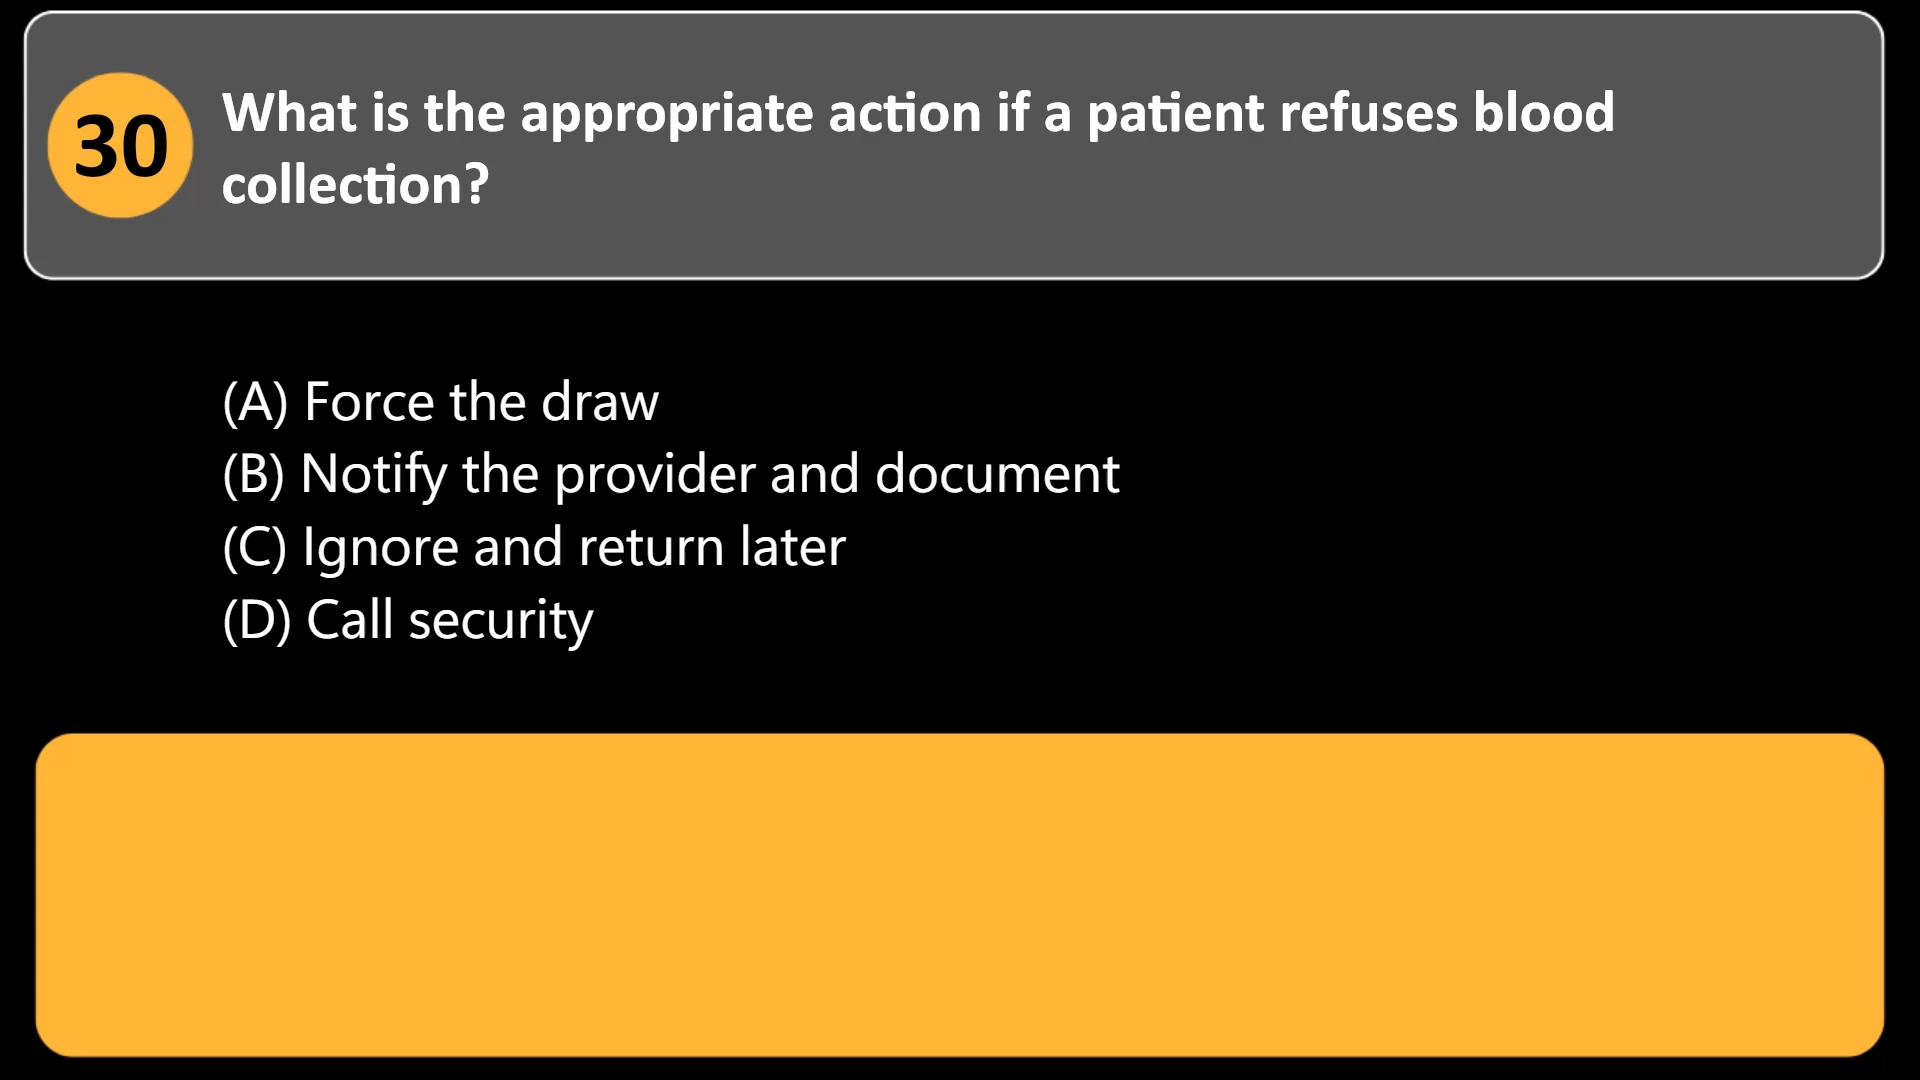 30
What is the appropriate action if a patient refuses blood
collection?
(A) Force the draw
(B) Notify the provider and document
(C) Ignore and return later
(D) Call security